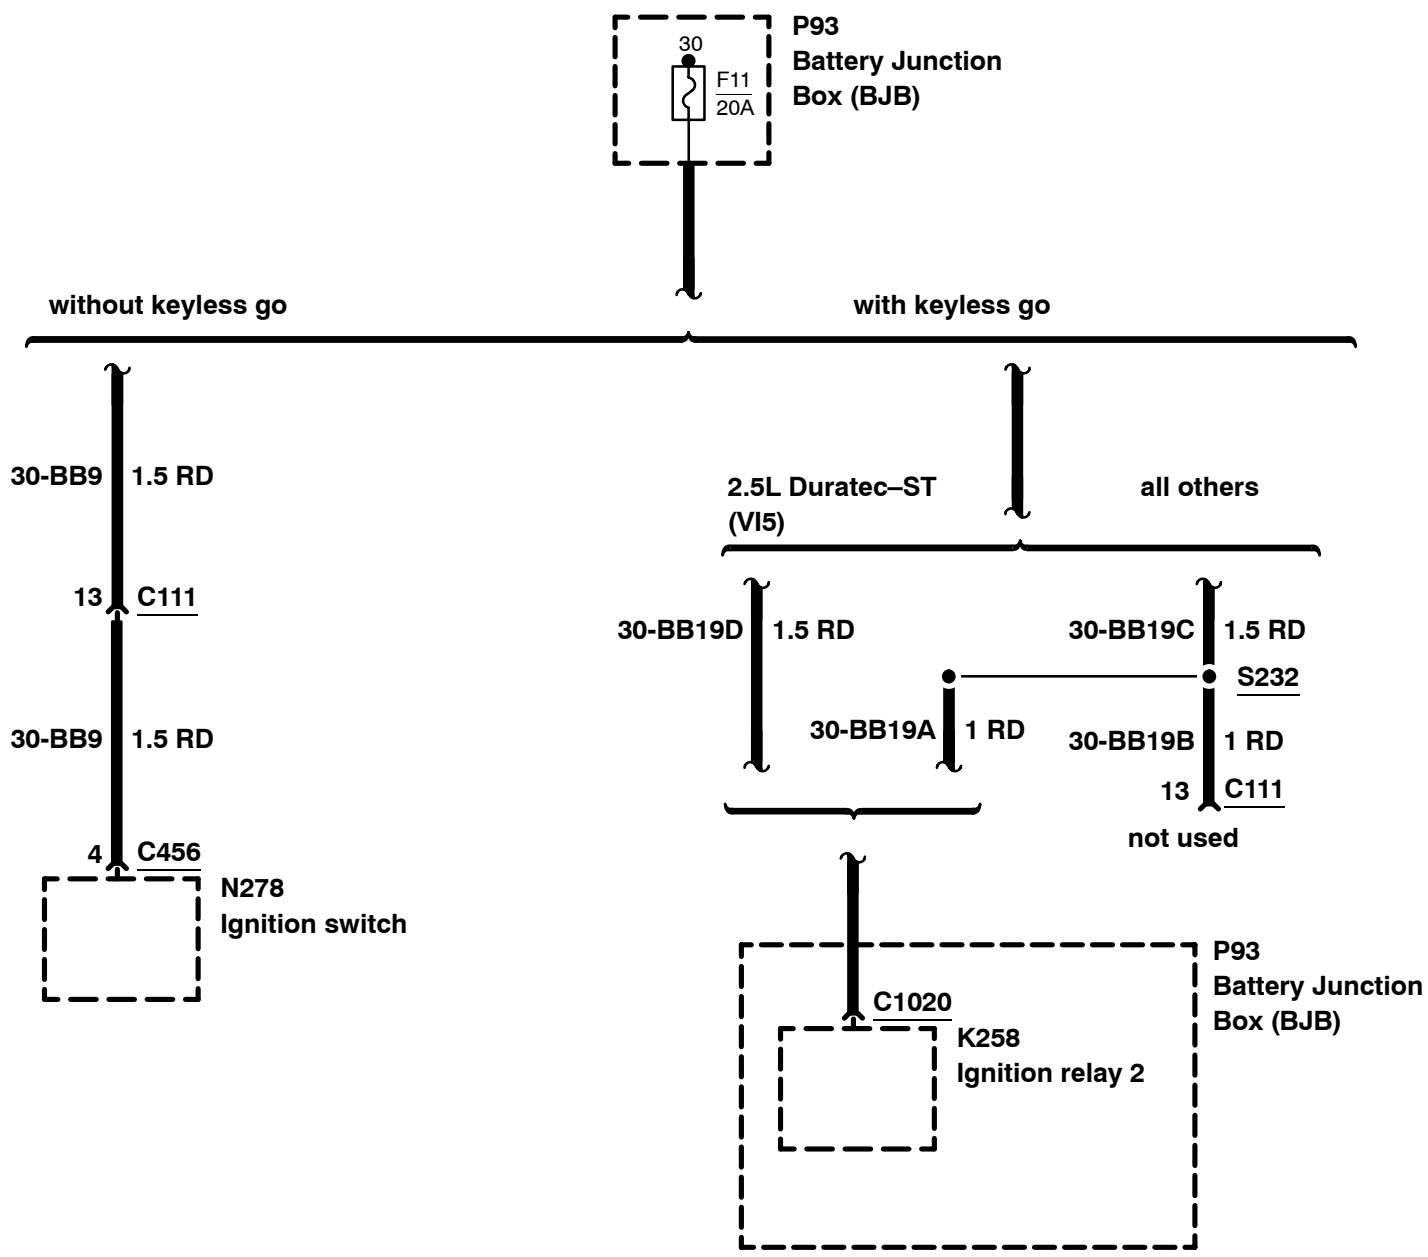 P93
Battery Junction
Box (BJB)
30
F11
20A
without keyless go
with keyless go
30-BB9
1.5 RD
2.5L Duratec–ST
(VI5)
all others
13
C111
30-BB19D
1.5 RD
30-BB19C
1.5 RD
S232
30-BB9
1.5 RD
30-BB19A
1 RD
30-BB19B
1 RD
13
C111
not used
4
C456
N278
Ignition switch
P93
Battery Junction
Box (BJB)
C1020
K258
Ignition relay 2